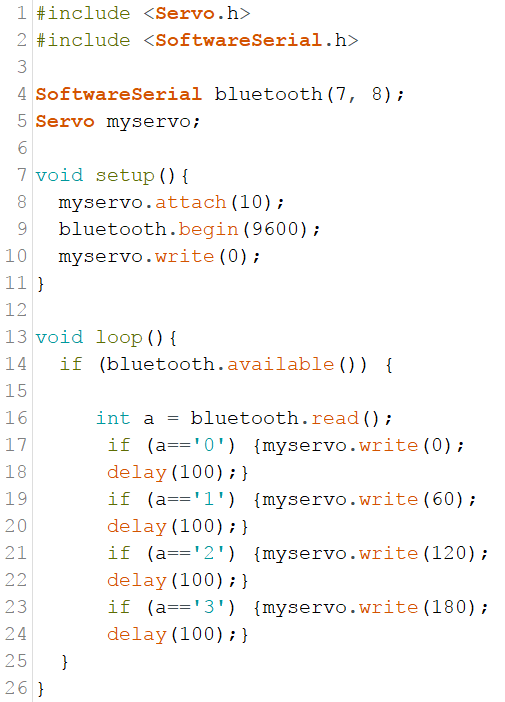 1 #include <Servo.h>
2 #include <SoftwareSerial.h>
3
4 SoftwareSerial bluetooth(7, 8);
5 Servo myservo;
6
7 void setup(){
8   myservo.attach(10);
9   bluetooth.begin(9600);
10   myservo.write(0);
11 }
12
13 void loop(){
14   if (bluetooth.available()) {
15
16      int a = bluetooth.read();
17       if (a=='0') {myservo.write(0);
18       delay(100);}
19       if (a=='1') {myservo.write(60);
20       delay(100);}
21       if (a=='2') {myservo.write(120);
22       delay(100);}
23       if (a=='3') {myservo.write(180);
24       delay(100);}
25   }
26 }